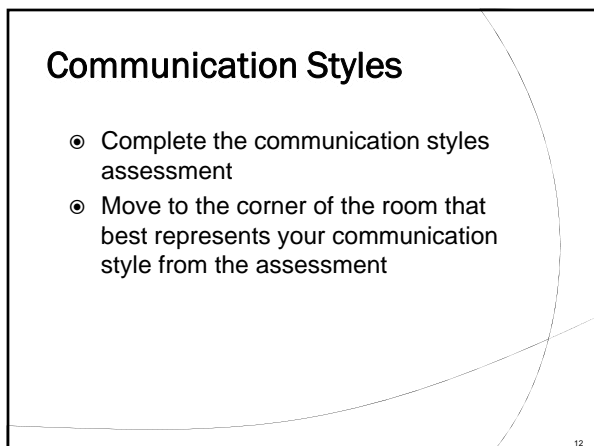 Communication Styles
⦿ Complete the communication styles
assessment
⦿ Move to the corner of the room that
best represents your communication
style from the assessment
12